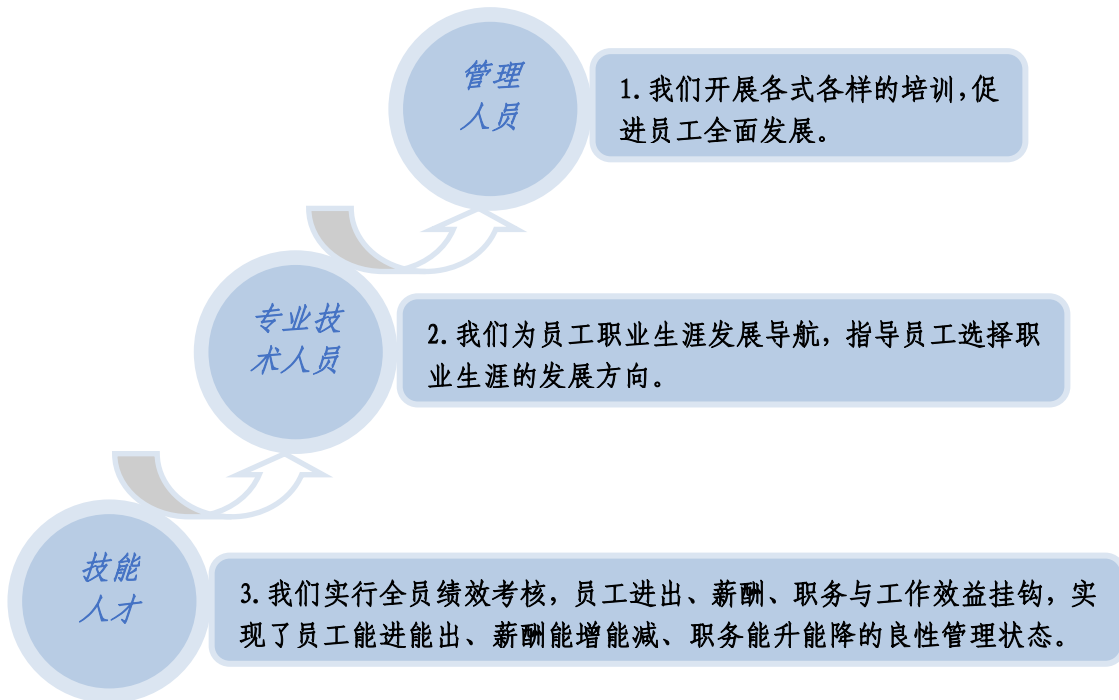 管理
人员
1.我们开展各式各样的培训,促
进员工全面发展。
专业技
术人员
2.我们为员工职业生涯发展导航，指导员工选择职
业生涯的发展方向。
技能
人才
3.我们实行全员绩效考核，员工进出、薪酬、职务与工作效益挂钩，实
现了员工能进能出、薪酬能增能减、职务能升能降的良性管理状态。